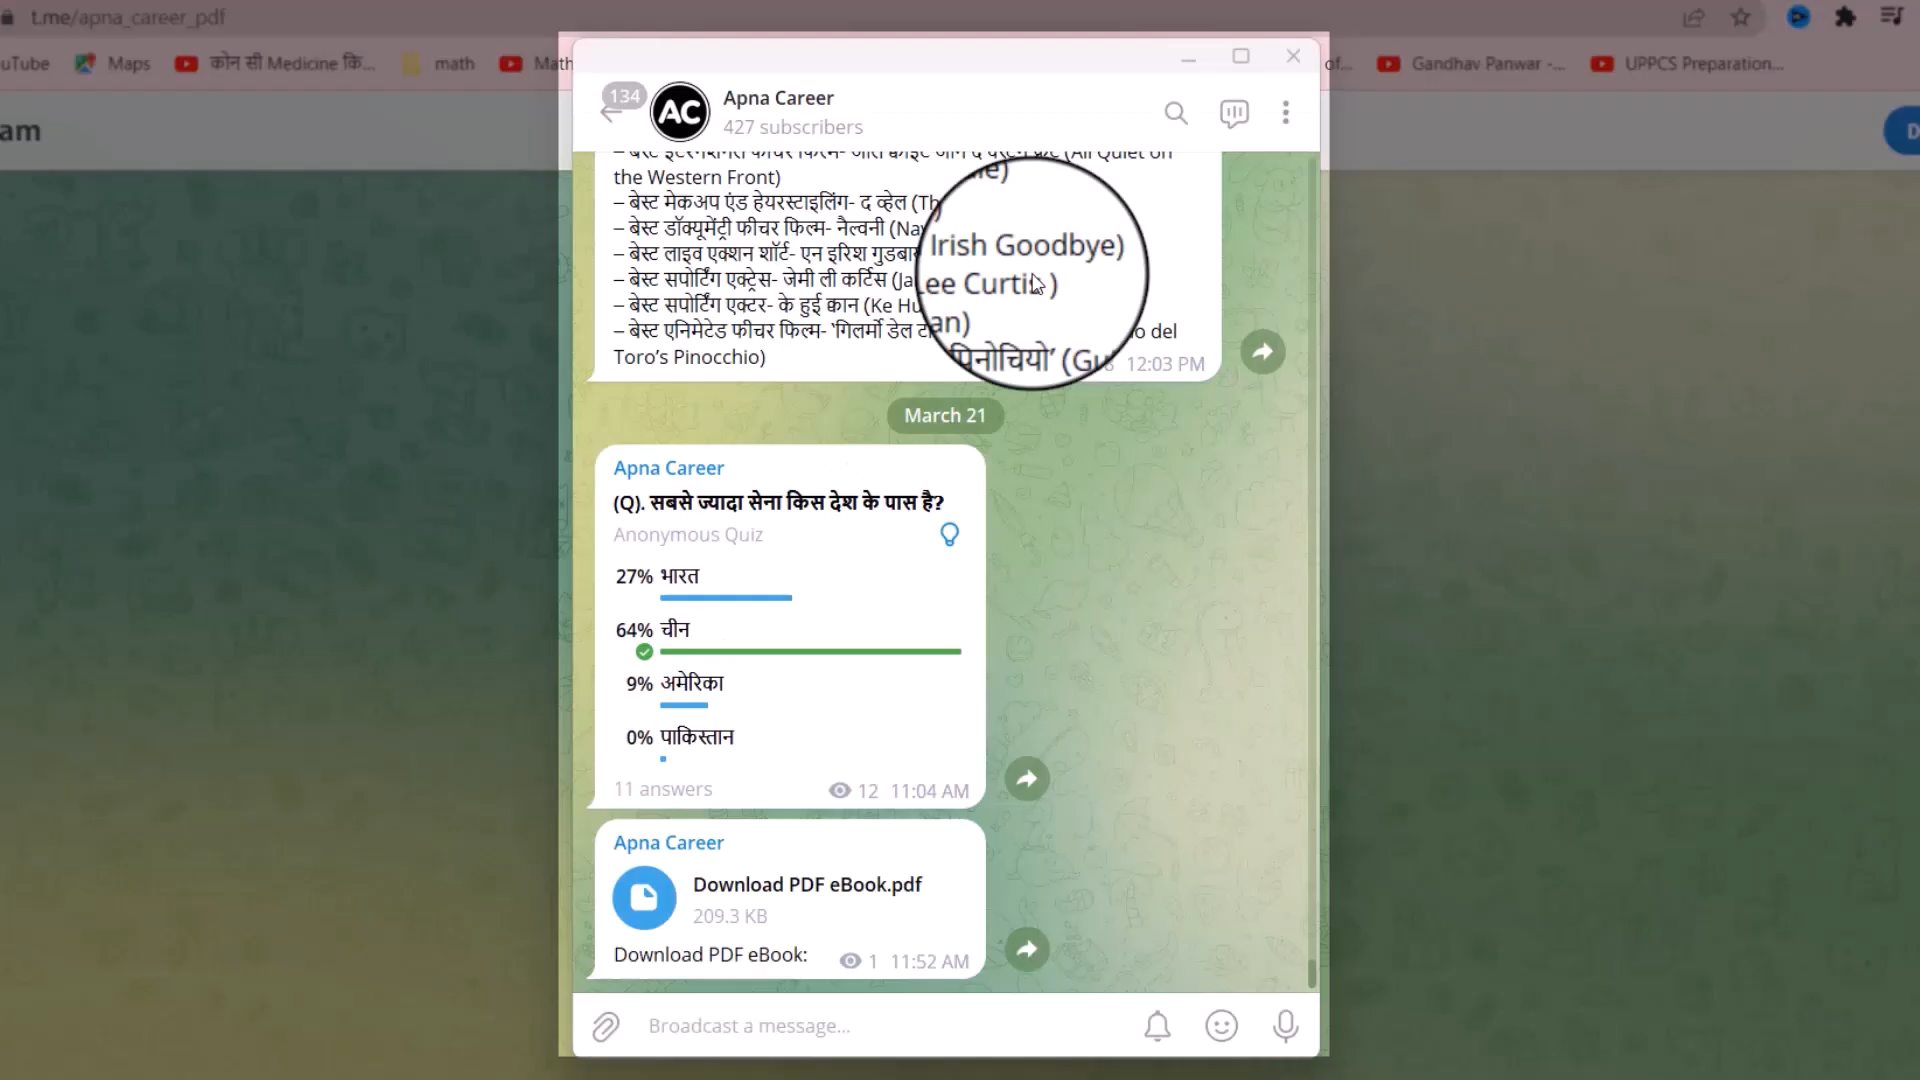 t.me/apna_career_pdf
uTube
Maps
कोन सी Medicine कि...
math
Math
of...
Gandhav Panwar -...
UPPCS Preparation...
am
D
134
AC
Apna Career
427 subscribers
the Western Front)
– बेस्ट मेकअप एंड हेयरस्टाइलिंग- द व्हेल (Th
– बेस्ट डॉक्यूमेंट्री फीचर फिल्म- नैल्वनी (Na
– बेस्ट लाइव एक्शन शॉर्ट- एन इरिश गुडबा Irish Goodbye)
– बेस्ट सपोर्टिंग एक्ट्रेस- जेमी ली कर्टिस (Ja ee Curtis)
– बेस्ट सपोर्टिंग एक्टर- के हुई क्वान (Ke Hu an)
– बेस्ट एनिमेटेड फीचर फिल्म- 'गिलर्मो डेल पिनोचियो’ (Gu o del
Toro’s Pinocchio)
12:03 PM
March 21
Apna Career
(Q). सबसे ज्यादा सेना किस देश के पास है?
Anonymous Quiz
27% भारत
64% चीन
9% अमेरिका
0% पाकिस्तान
11 answers
12 11:04 AM
Apna Career
Download PDF eBook.pdf
209.3 KB
Download PDF eBook:
1 11:52 AM
Broadcast a message...